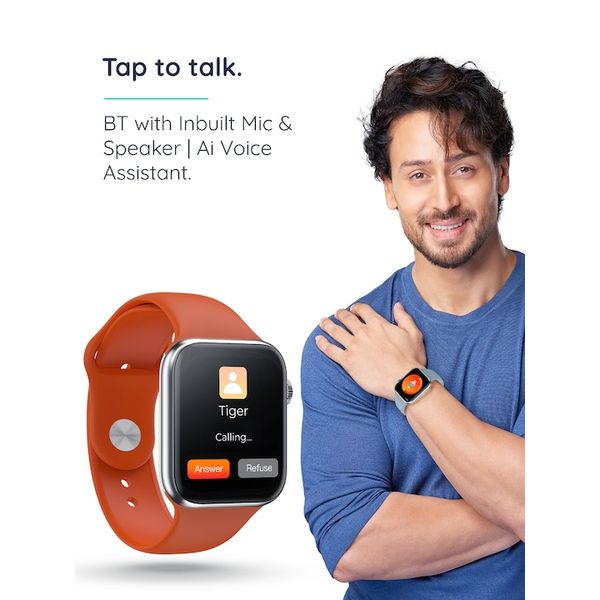 Tap to talk.
BT with Inbuilt Mic &
Speaker | Ai Voice
Assistant.
Tiger
Calling...
Answer
Refuse